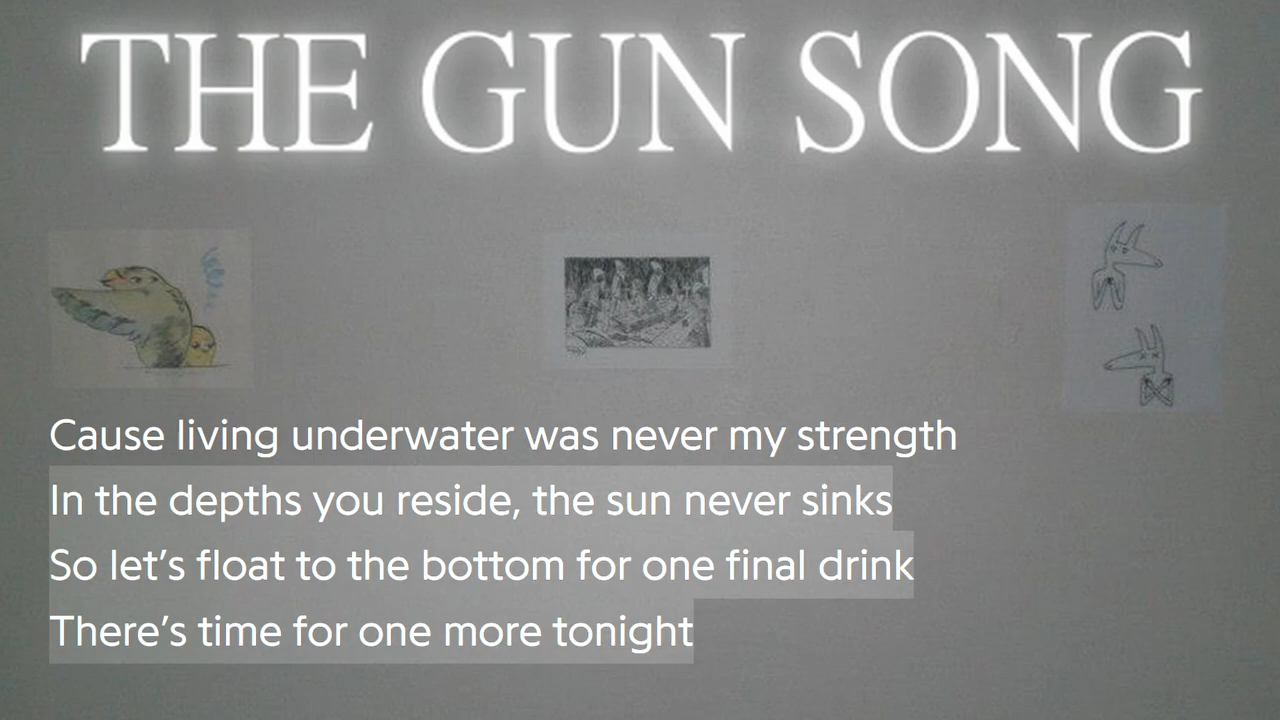 THE GUN SONG
Cause living underwater was never my strength
In the depths you reside, the sun never sinks
So let’s float to the bottom for one final drink
There’s time for one more tonight